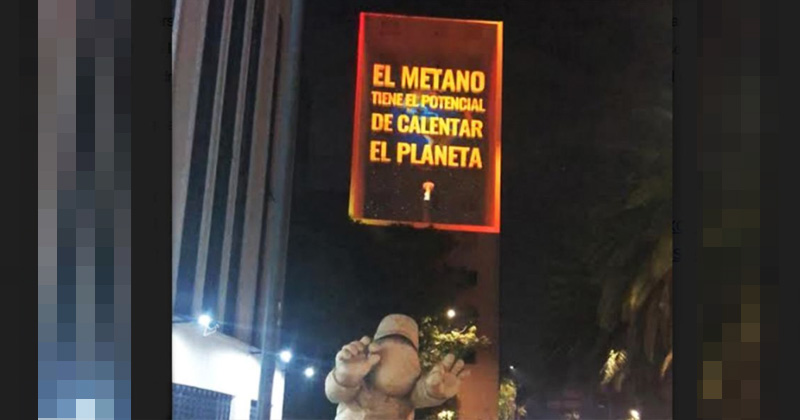 EL METANO
TIENE EL POTENCIAL
DE CALENTAR
EL PLANETA